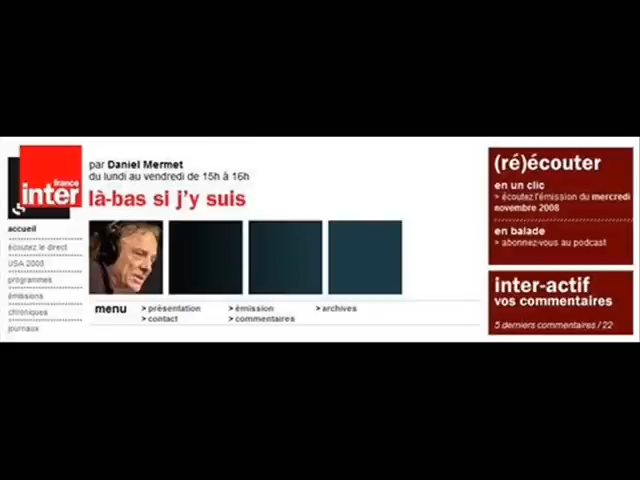 france
inter
par Daniel Mermet
du lundi au vendredi de 15h à 16h
là-bas si j'y suis
accueil
écoutez le direct
USA 2008
programmes
émissions
chroniques
journaux
menu
> présentation
> émission
> archives
> contact
> commentaires
(ré)écouter
en un clic
> écoutez l'émission du mercredi
novembre 2008
en balade
> abonnez-vous au podcast
inter-actif
vos commentaires
5 derniers commentaires / 22